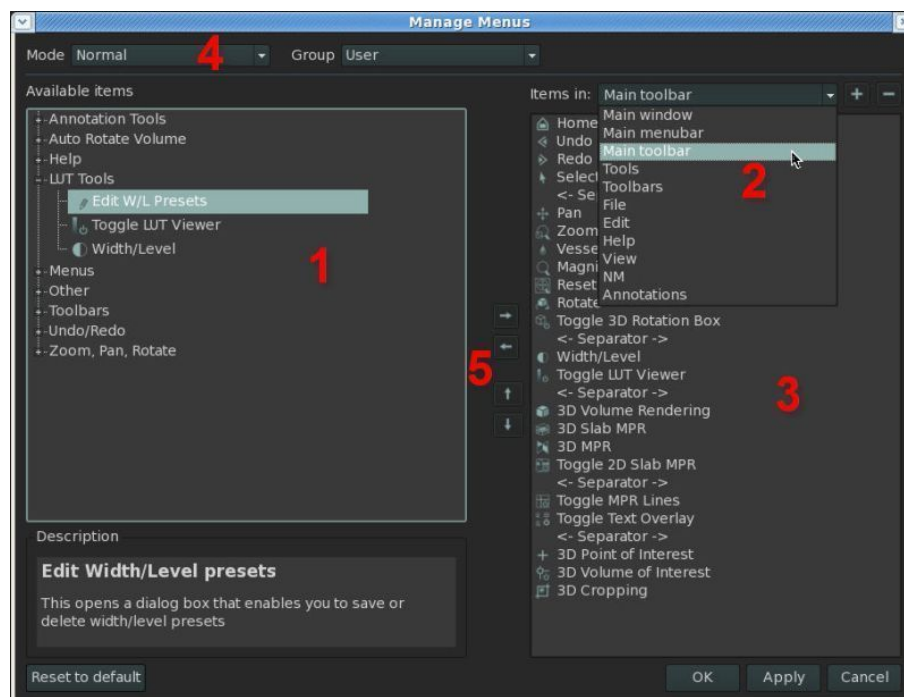 Manage Menus
Mode Normal 4 Group User
Available items
Items in: Main toolbar + −
Annotation Tools
Auto Rotate Volume
Help
LUT Tools
Edit W/L Presets
Toggle LUT Viewer
Width/Level
Menus
Other
Toolbars
Undo/Redo
Zoom, Pan, Rotate
1
Main window
Main menubar
Main toolbar
Tools
Toolbars
File
Edit
Help
View
NM
Annotations
2
Home
Undo
Redo
Select
<- Se
Pan
Zoom
Vesse
Magni
Reset
Rotate
Toggle 3D Rotation Box
<- Separator ->
Width/Level
Toggle LUT Viewer
<- Separator ->
3D Volume Rendering
3D Slab MPR
3D MPR
Toggle 2D Slab MPR
<- Separator ->
Toggle MPR Lines
Toggle Text Overlay
<- Separator ->
3D Point of Interest
3D Volume of Interest
3D Cropping
3
5
Description
Edit Width/Level presets
This opens a dialog box that enables you to save or
delete width/level presets
Reset to default OK Apply Cancel